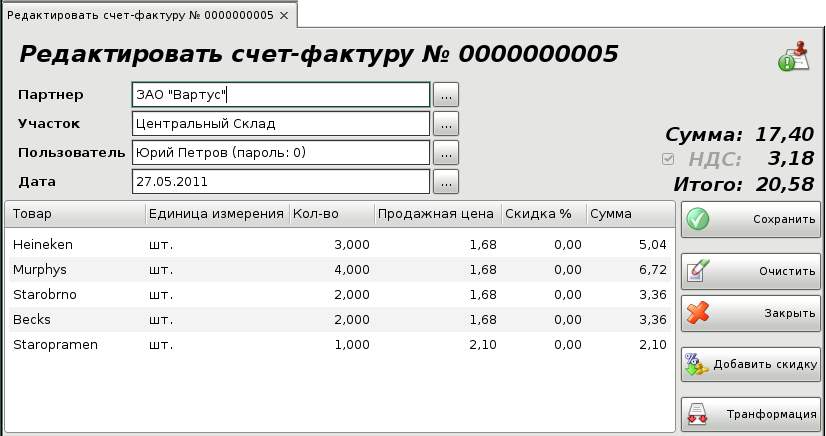 Редактировать счет-фактуру № 0000000005 ×
Редактировать счет-фактуру № 0000000005
Партнер ЗАО "Вартус" ...
Участок Центральный Склад ...
Пользователь Юрий Петров (пароль: 0) ...
Дата 27.05.2011 ...
Сумма: 17,40
НДС: 3,18
Итого: 20,58
Товар Единица измерения Кол-во Продажная цена Скидка % Сумма
Heineken шт. 3,000 1,68 0,00 5,04
Murphys шт. 4,000 1,68 0,00 6,72
Starobrno шт. 2,000 1,68 0,00 3,36
Becks шт. 2,000 1,68 0,00 3,36
Staropramen шт. 1,000 2,10 0,00 2,10
Сохранить
Очистить
Закрыть
Добавить скидку
Транформация